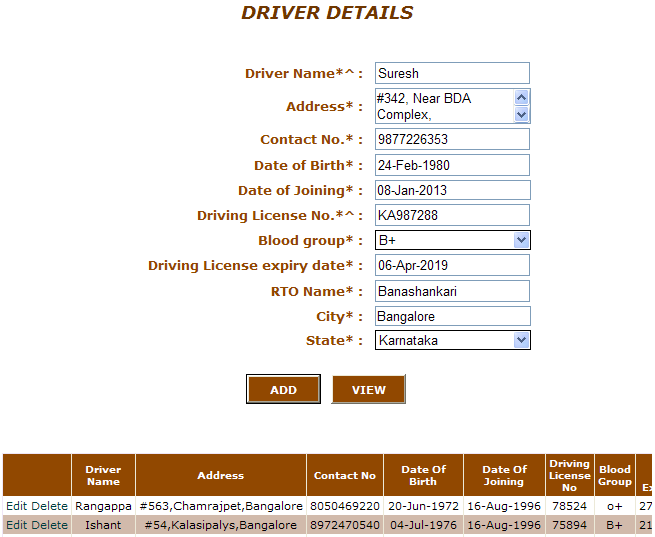 DRIVER DETAILS
Driver Name*^ : Suresh
Address* : #342, Near BDA
Complex,
Contact No.* : 9877226353
Date of Birth* : 24-Feb-1980
Date of Joining* : 08-Jan-2013
Driving License No.*^ : KA987288
Blood group* : B+
Driving License expiry date* : 06-Apr-2019
RTO Name* : Banashankari
City* : Bangalore
State* : Karnataka
ADD VIEW
Driver Name Address Contact No Date Of Birth Date Of Joining Driving License No Blood Group Ex
Edit Delete Rangappa #563,Chamrajpet,Bangalore 8050469220 20-Jun-1972 16-Aug-1996 78524 o+ 27
Edit Delete Ishant #54,Kalasipalys,Bangalore 8972470540 04-Jul-1976 16-Aug-1996 75894 B+ 21